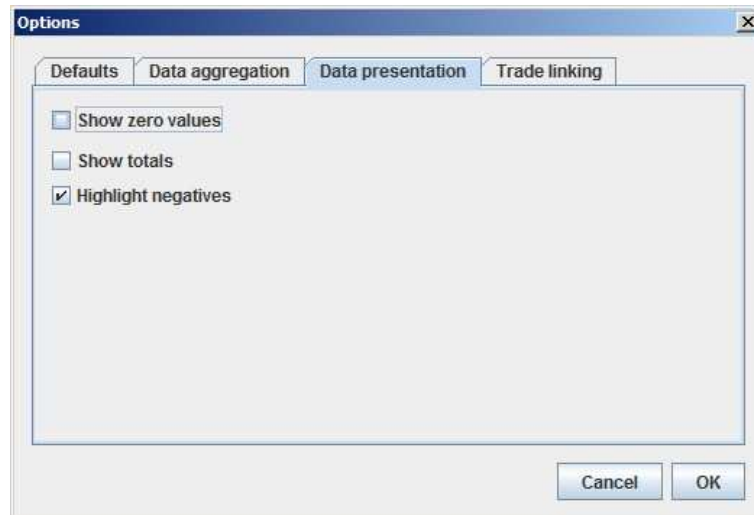 Options
Defaults Data aggregation Data presentation Trade linking
Show zero values
Show totals
Highlight negatives
Cancel OK